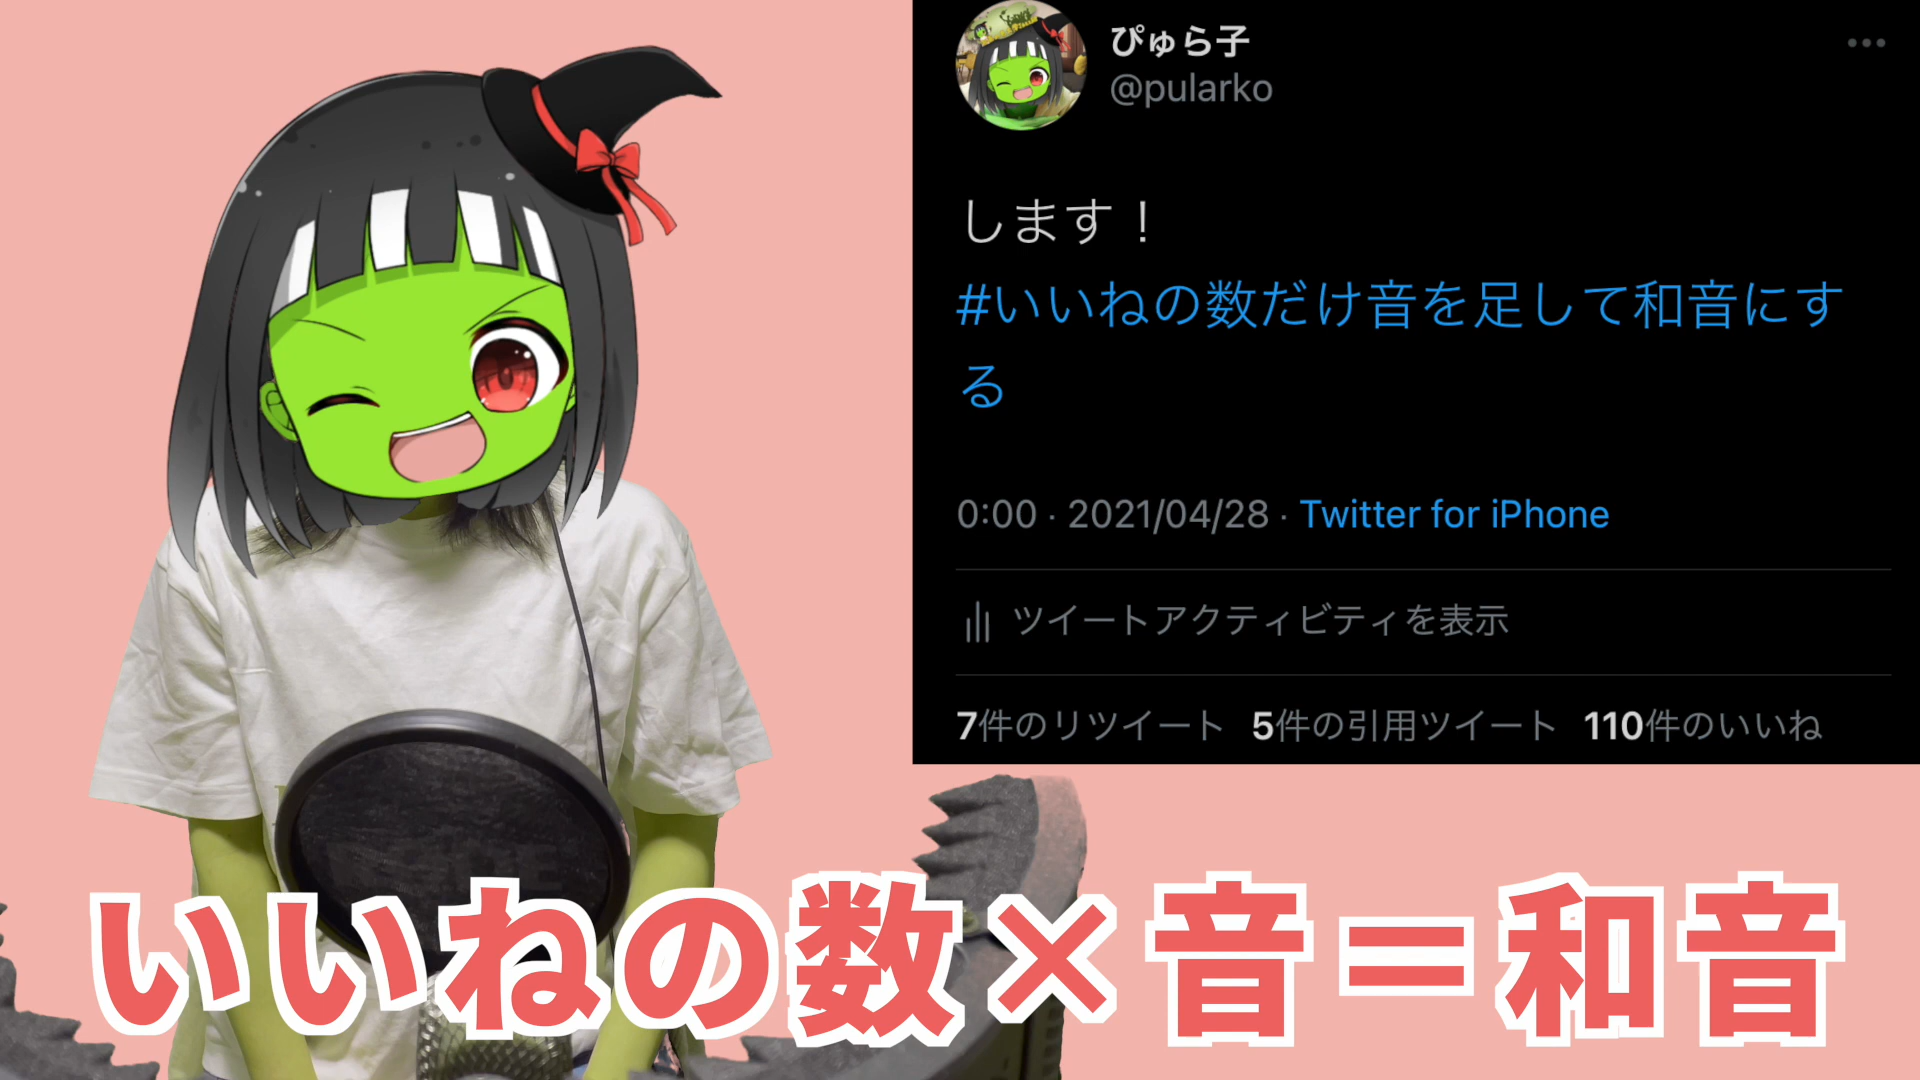 ぴゅら子
@pularko
します！
#いいねの数だけ音を足して和音にす
る
0:00 · 2021/04/28 · Twitter for iPhone
ツイートアクティビティを表示
7件のリツイート 5件の引用ツイート 110件のいいね
いいねの数×音＝和音